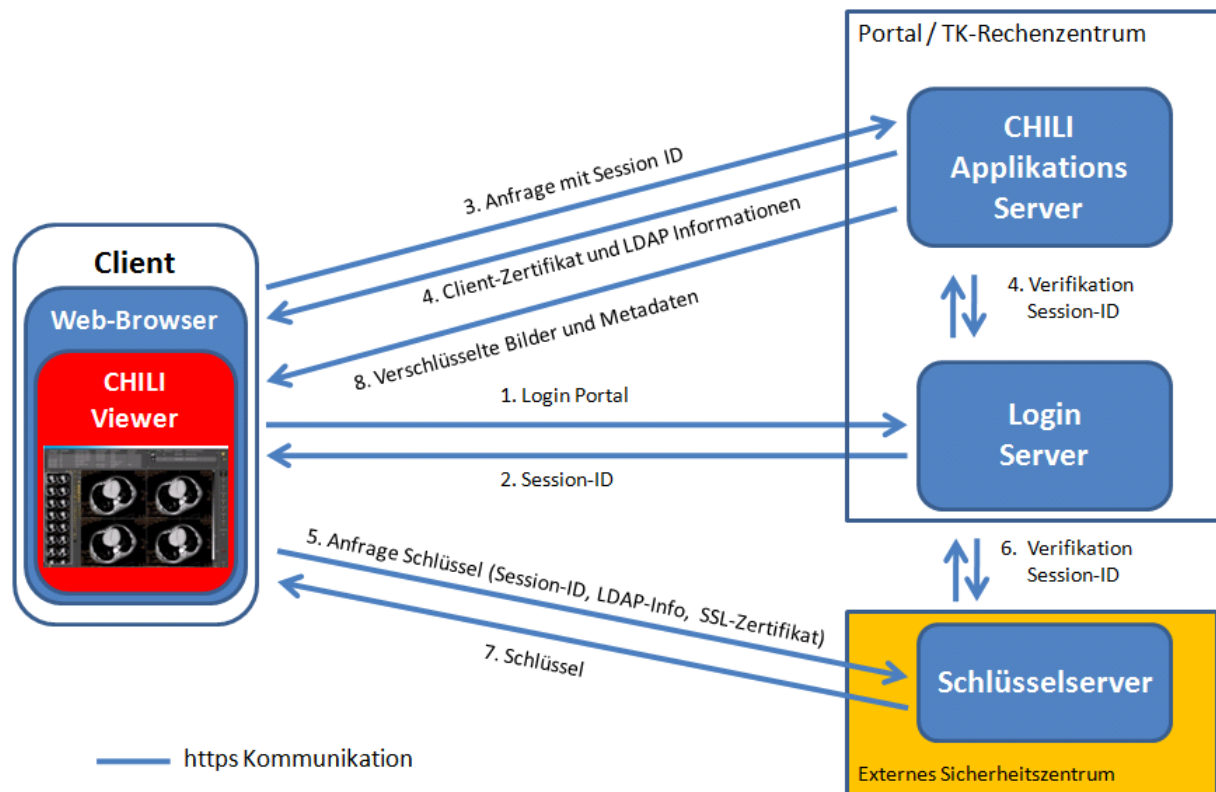 Portal / TK-Rechenzentrum
CHILI
Applikations
Server
3. Anfrage mit Session ID
4. Client-Zertifikat und LDAP Informationen
8. Verschlüsselte Bilder und Metadaten
4. Verifikation
Session-ID
Client
Web-Browser
CHILI
Viewer
1. Login Portal
2. Session-ID
Login
Server
5. Anfrage Schlüssel (Session-ID, LDAP-Info, SSL-Zertifikat)
7. Schlüssel
6. Verifikation
Session-ID
Schlüsselserver
Externes Sicherheitszentrum
https Kommunikation